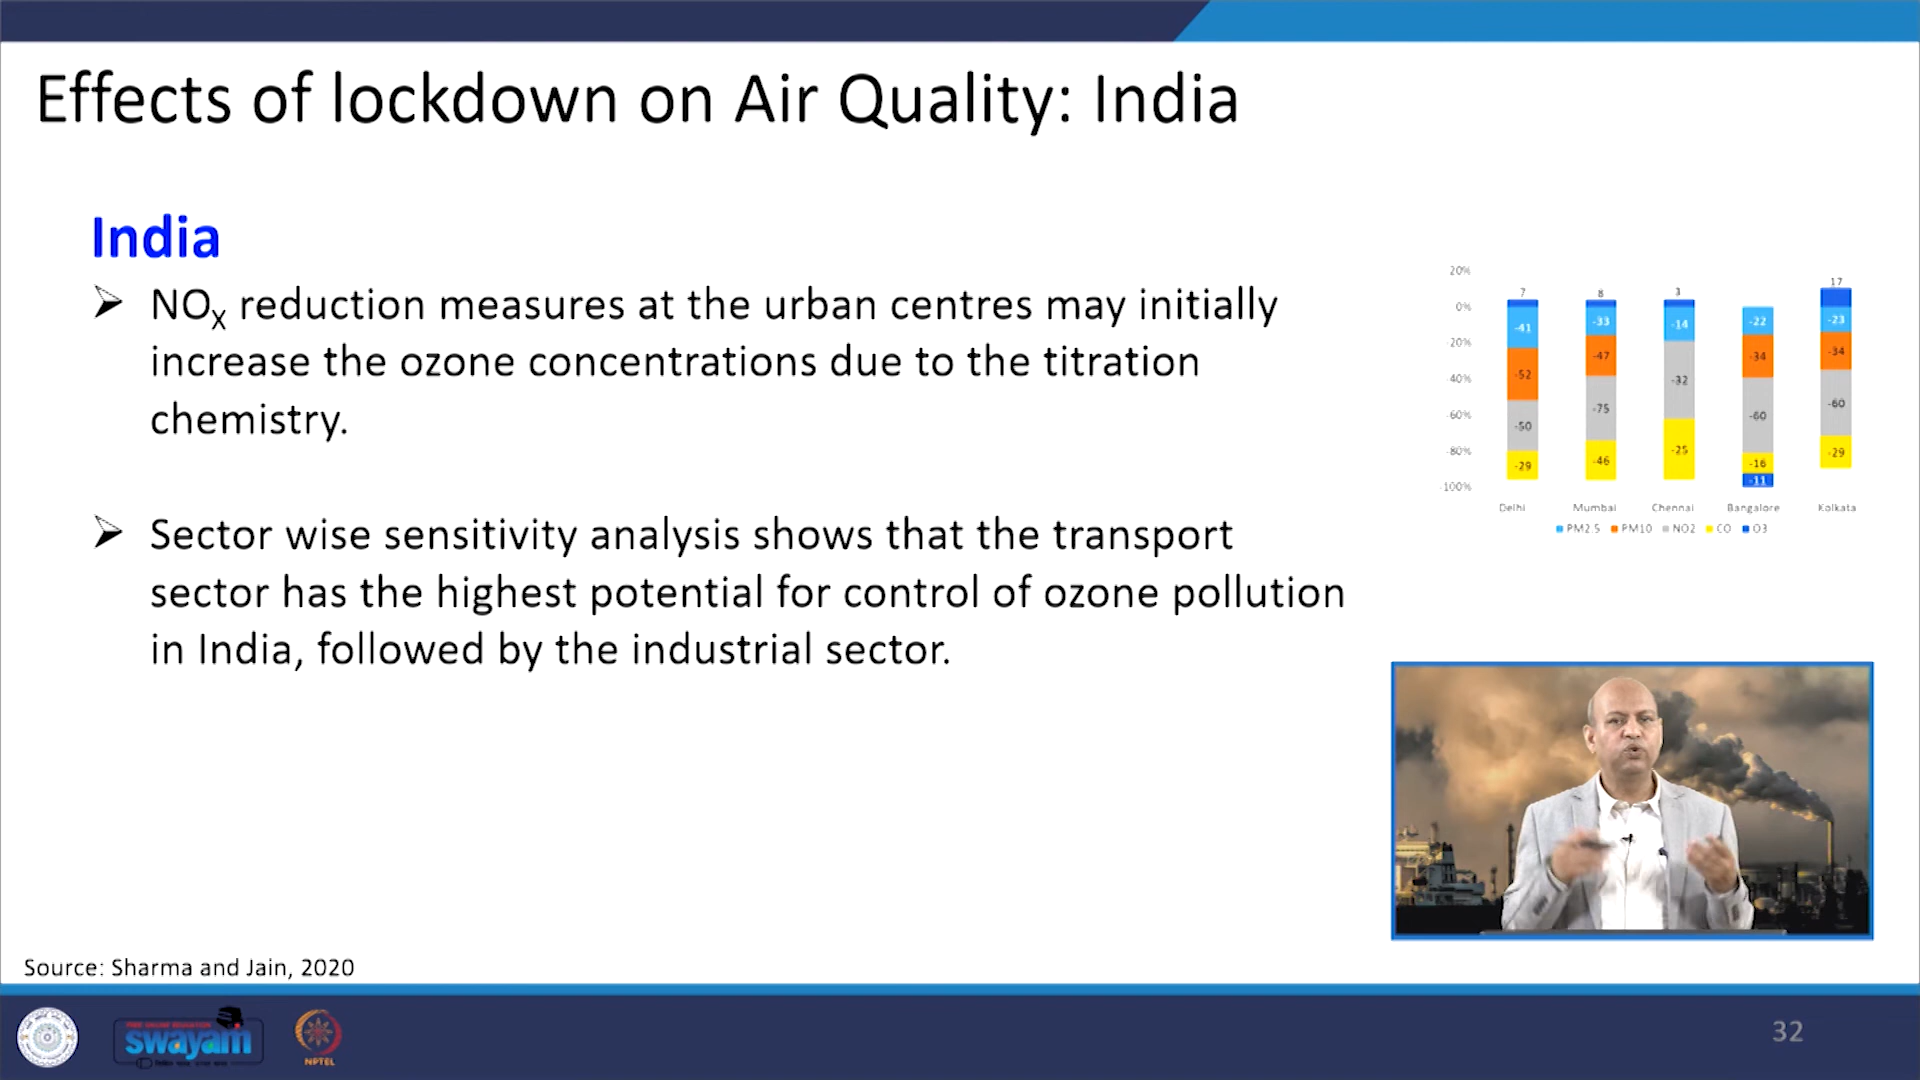 Effects of lockdown on Air Quality: India
India
➢ NOX reduction measures at the urban centres may initially
increase the ozone concentrations due to the titration
chemistry.
➢ Sector wise sensitivity analysis shows that the transport
sector has the highest potential for control of ozone pollution
in India, followed by the industrial sector.
20%
0%
-20%
-40%
-60%
-80%
-100%
7 8 3 17
-41 -33 -14 -22 -23
-52 -47 -34 -34
-50 -75 -32 -60 -60
-29 -46 -25 -16 -29
-11
Delhi Mumbai Chennai Bangalore Kolkata
PM2.5 PM10 NO2 CO O3
Source: Sharma and Jain, 2020
swayam
NPTEL
32